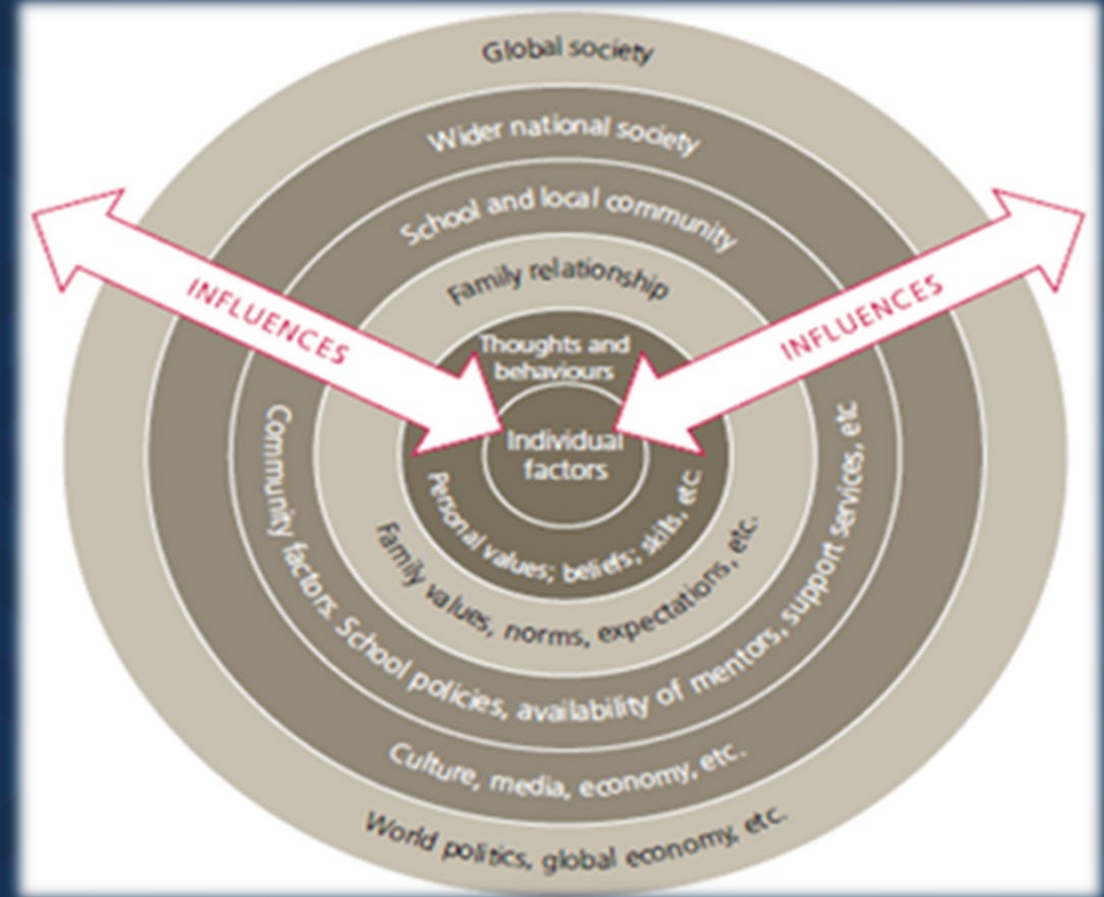 Global society
Wider national society
School and local community
Family relationship
Thoughts and
behaviours
INFLUENCES
INFLUENCES
Individual
factors
Personal values; beliefs; skills, etc.
Family values, norms, expectations, etc.
Community factors. School policies, availability of mentors, support services, etc
Culture, media, economy, etc.
World politics, global economy, etc.